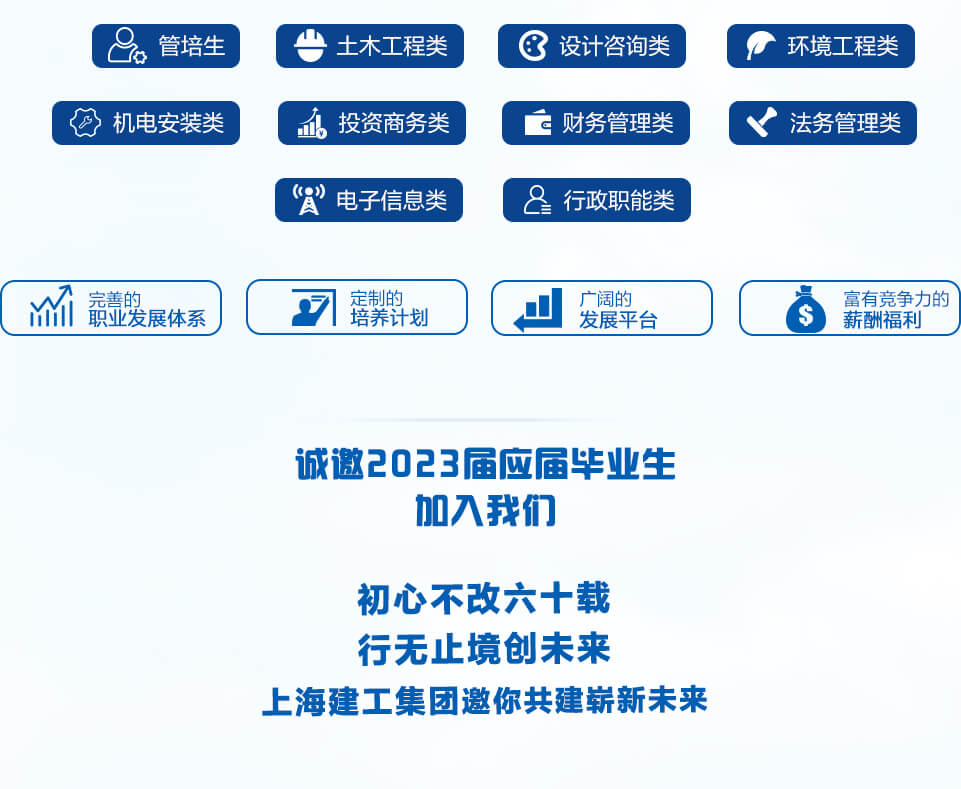 管培生
土木工程类
设计咨询类
环境工程类
机电安装类
投资商务类
财务管理类
法务管理类
电子信息类
行政职能类
完善的
职业发展体系
定制的
培养计划
广阔的
发展平台
富有竞争力的
薪酬福利
诚邀2023届应届毕业生
加入我们
初心不改六十载
行无止境创未来
上海建工集团邀你共建崭新未来